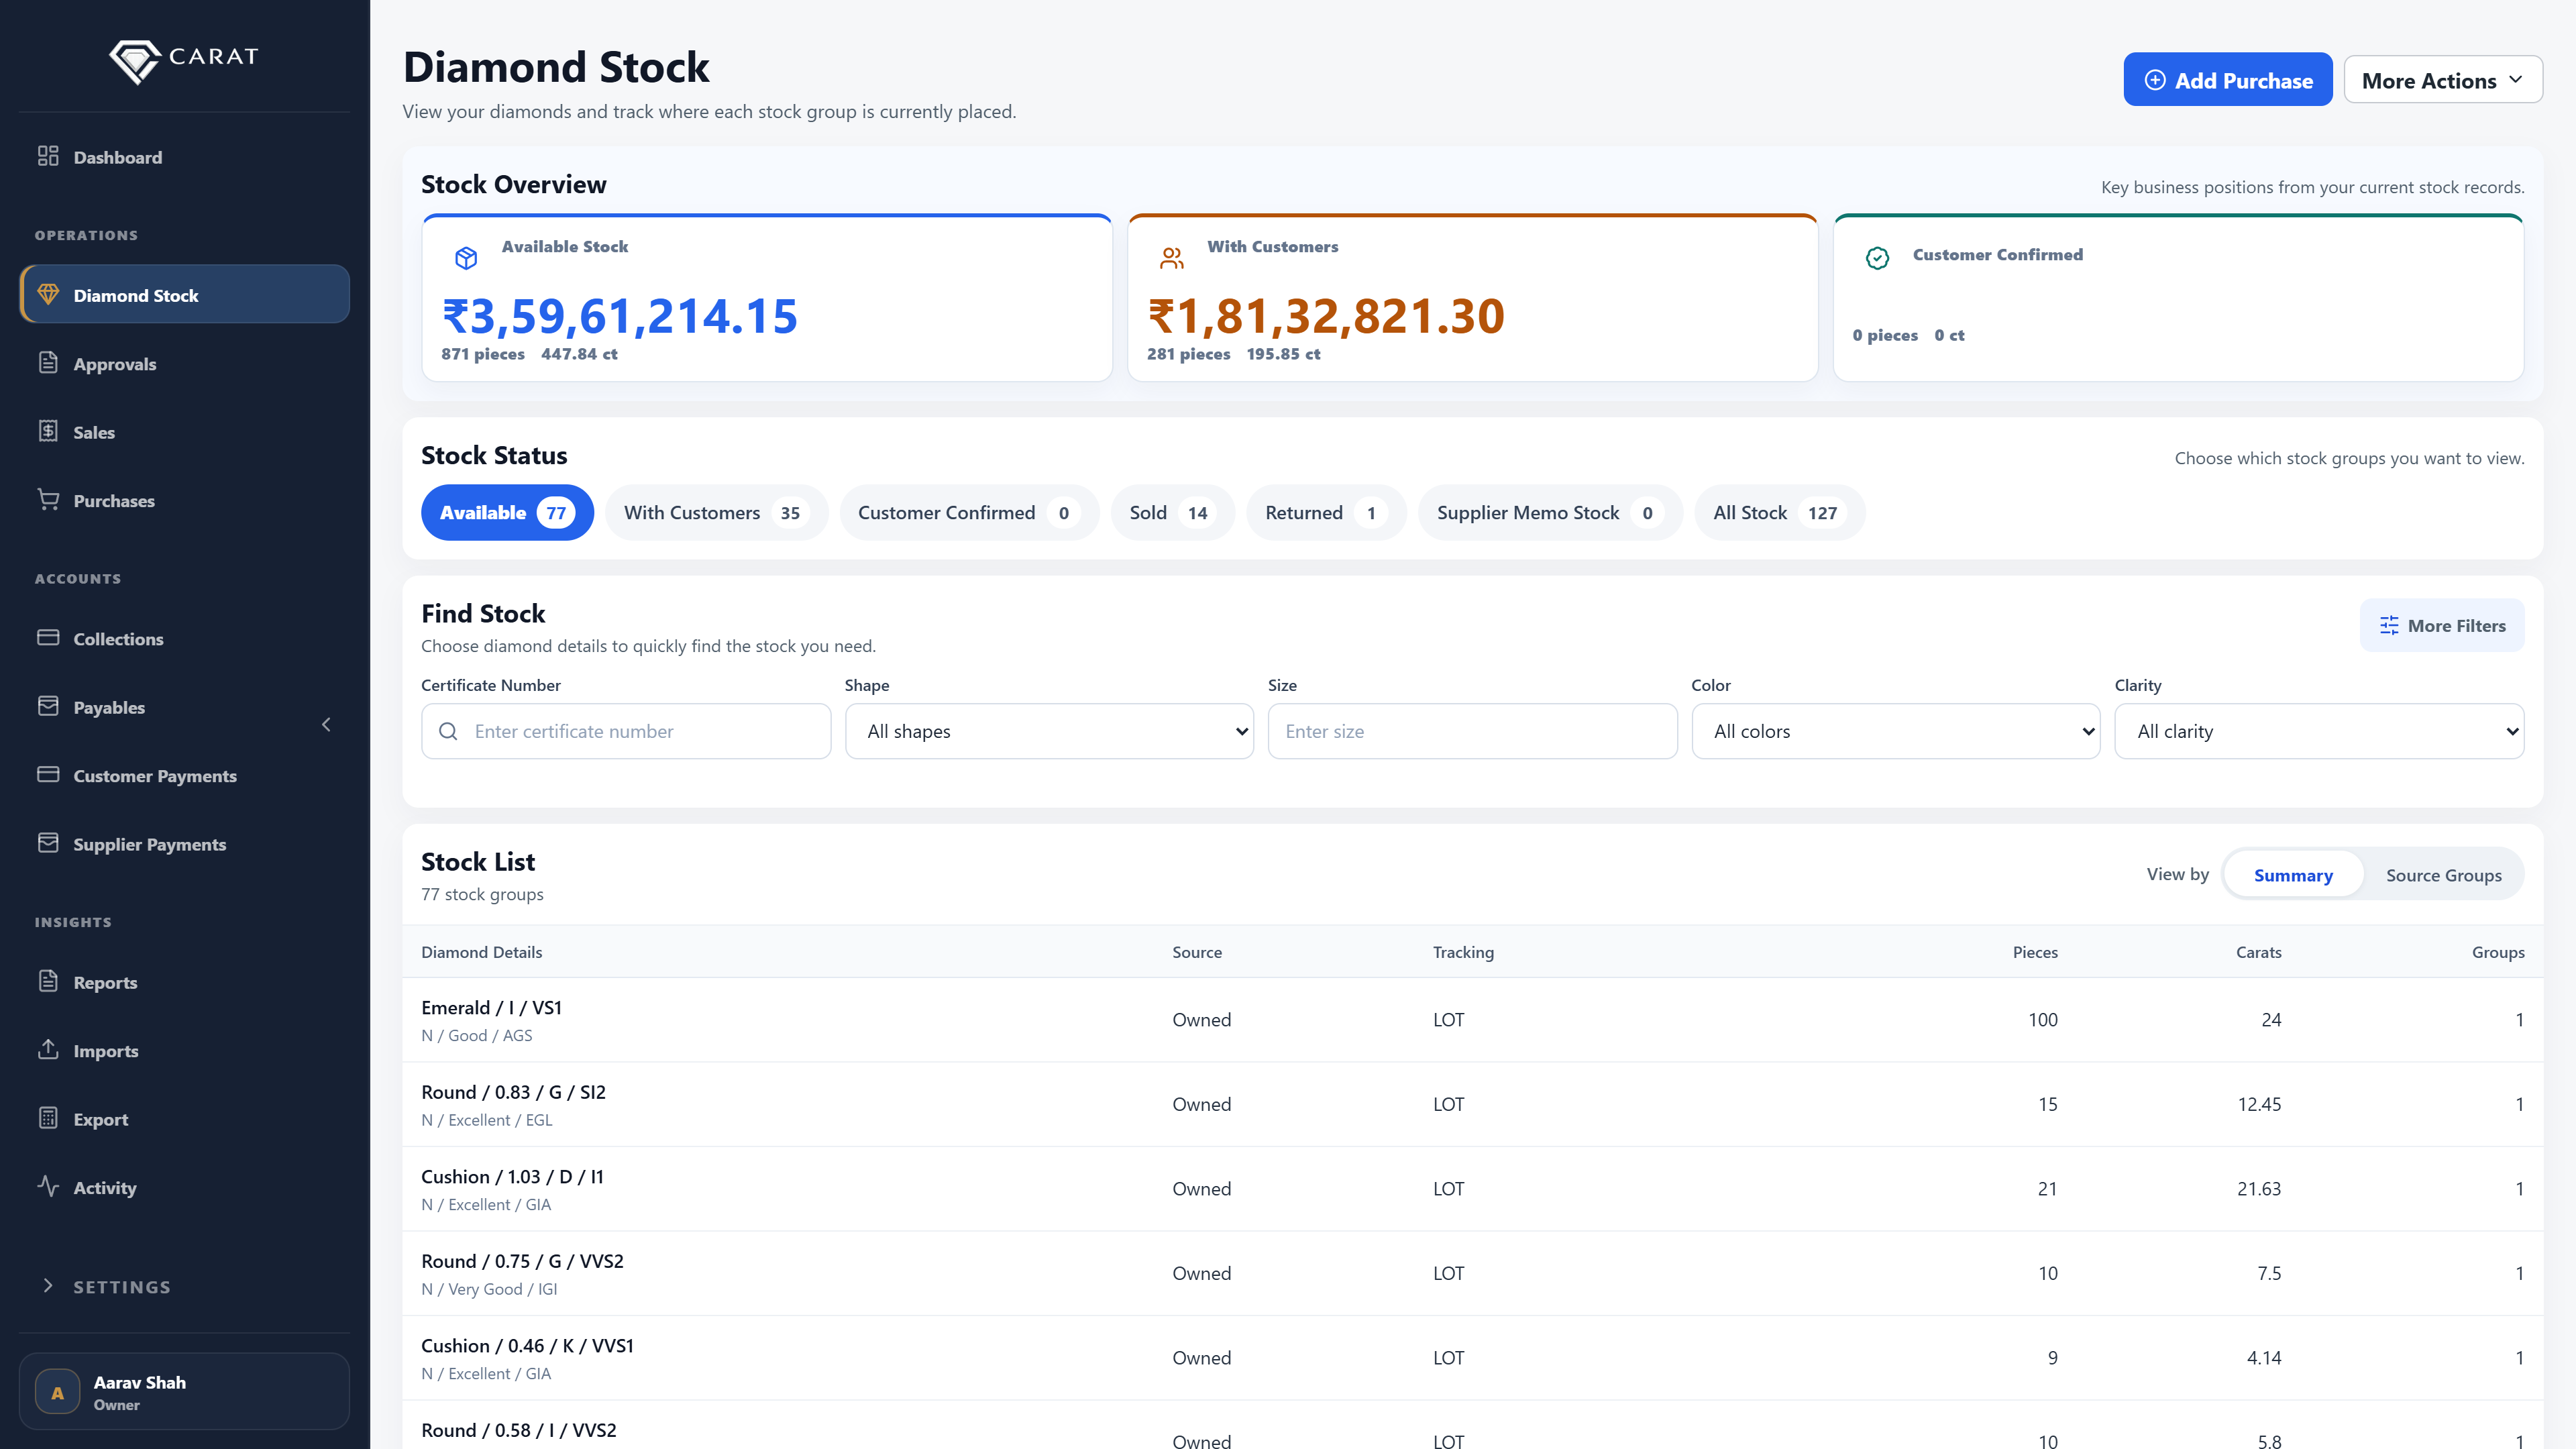 CARAT
Dashboard
OPERATIONS
Diamond Stock
Approvals
Sales
Purchases
ACCOUNTS
Collections
Payables
Customer Payments
Supplier Payments
INSIGHTS
Reports
Imports
Export
Activity
SETTINGS
A
Aarav Shah
Owner
Diamond Stock
View your diamonds and track where each stock group is currently placed.
Add Purchase
More Actions
Stock Overview
Key business positions from your current stock records.
Available Stock
₹3,59,61,214.15
871 pieces 447.84 ct
With Customers
₹1,81,32,821.30
281 pieces 195.85 ct
Customer Confirmed
0 pieces 0 ct
Stock Status
Choose which stock groups you want to view.
Available 77 With Customers 35 Customer Confirmed 0 Sold 14 Returned 1 Supplier Memo Stock 0 All Stock 127
Find Stock
Choose diamond details to quickly find the stock you need.
More Filters
Certificate Number Shape Size Color Clarity
Enter certificate number All shapes Enter size All colors All clarity
Stock List
77 stock groups
View by Summary Source Groups
Diamond Details Source Tracking Pieces Carats Groups
Emerald / I / VS1
N / Good / AGS
Owned LOT 100 24 1
Round / 0.83 / G / SI2
N / Excellent / EGL
Owned LOT 15 12.45 1
Cushion / 1.03 / D / I1
N / Excellent / GIA
Owned LOT 21 21.63 1
Round / 0.75 / G / VVS2
N / Very Good / IGI
Owned LOT 10 7.5 1
Cushion / 0.46 / K / VVS1
N / Excellent / GIA
Owned LOT 9 4.14 1
Round / 0.58 / I / VVS2
Owned LOT 10 5.8 1